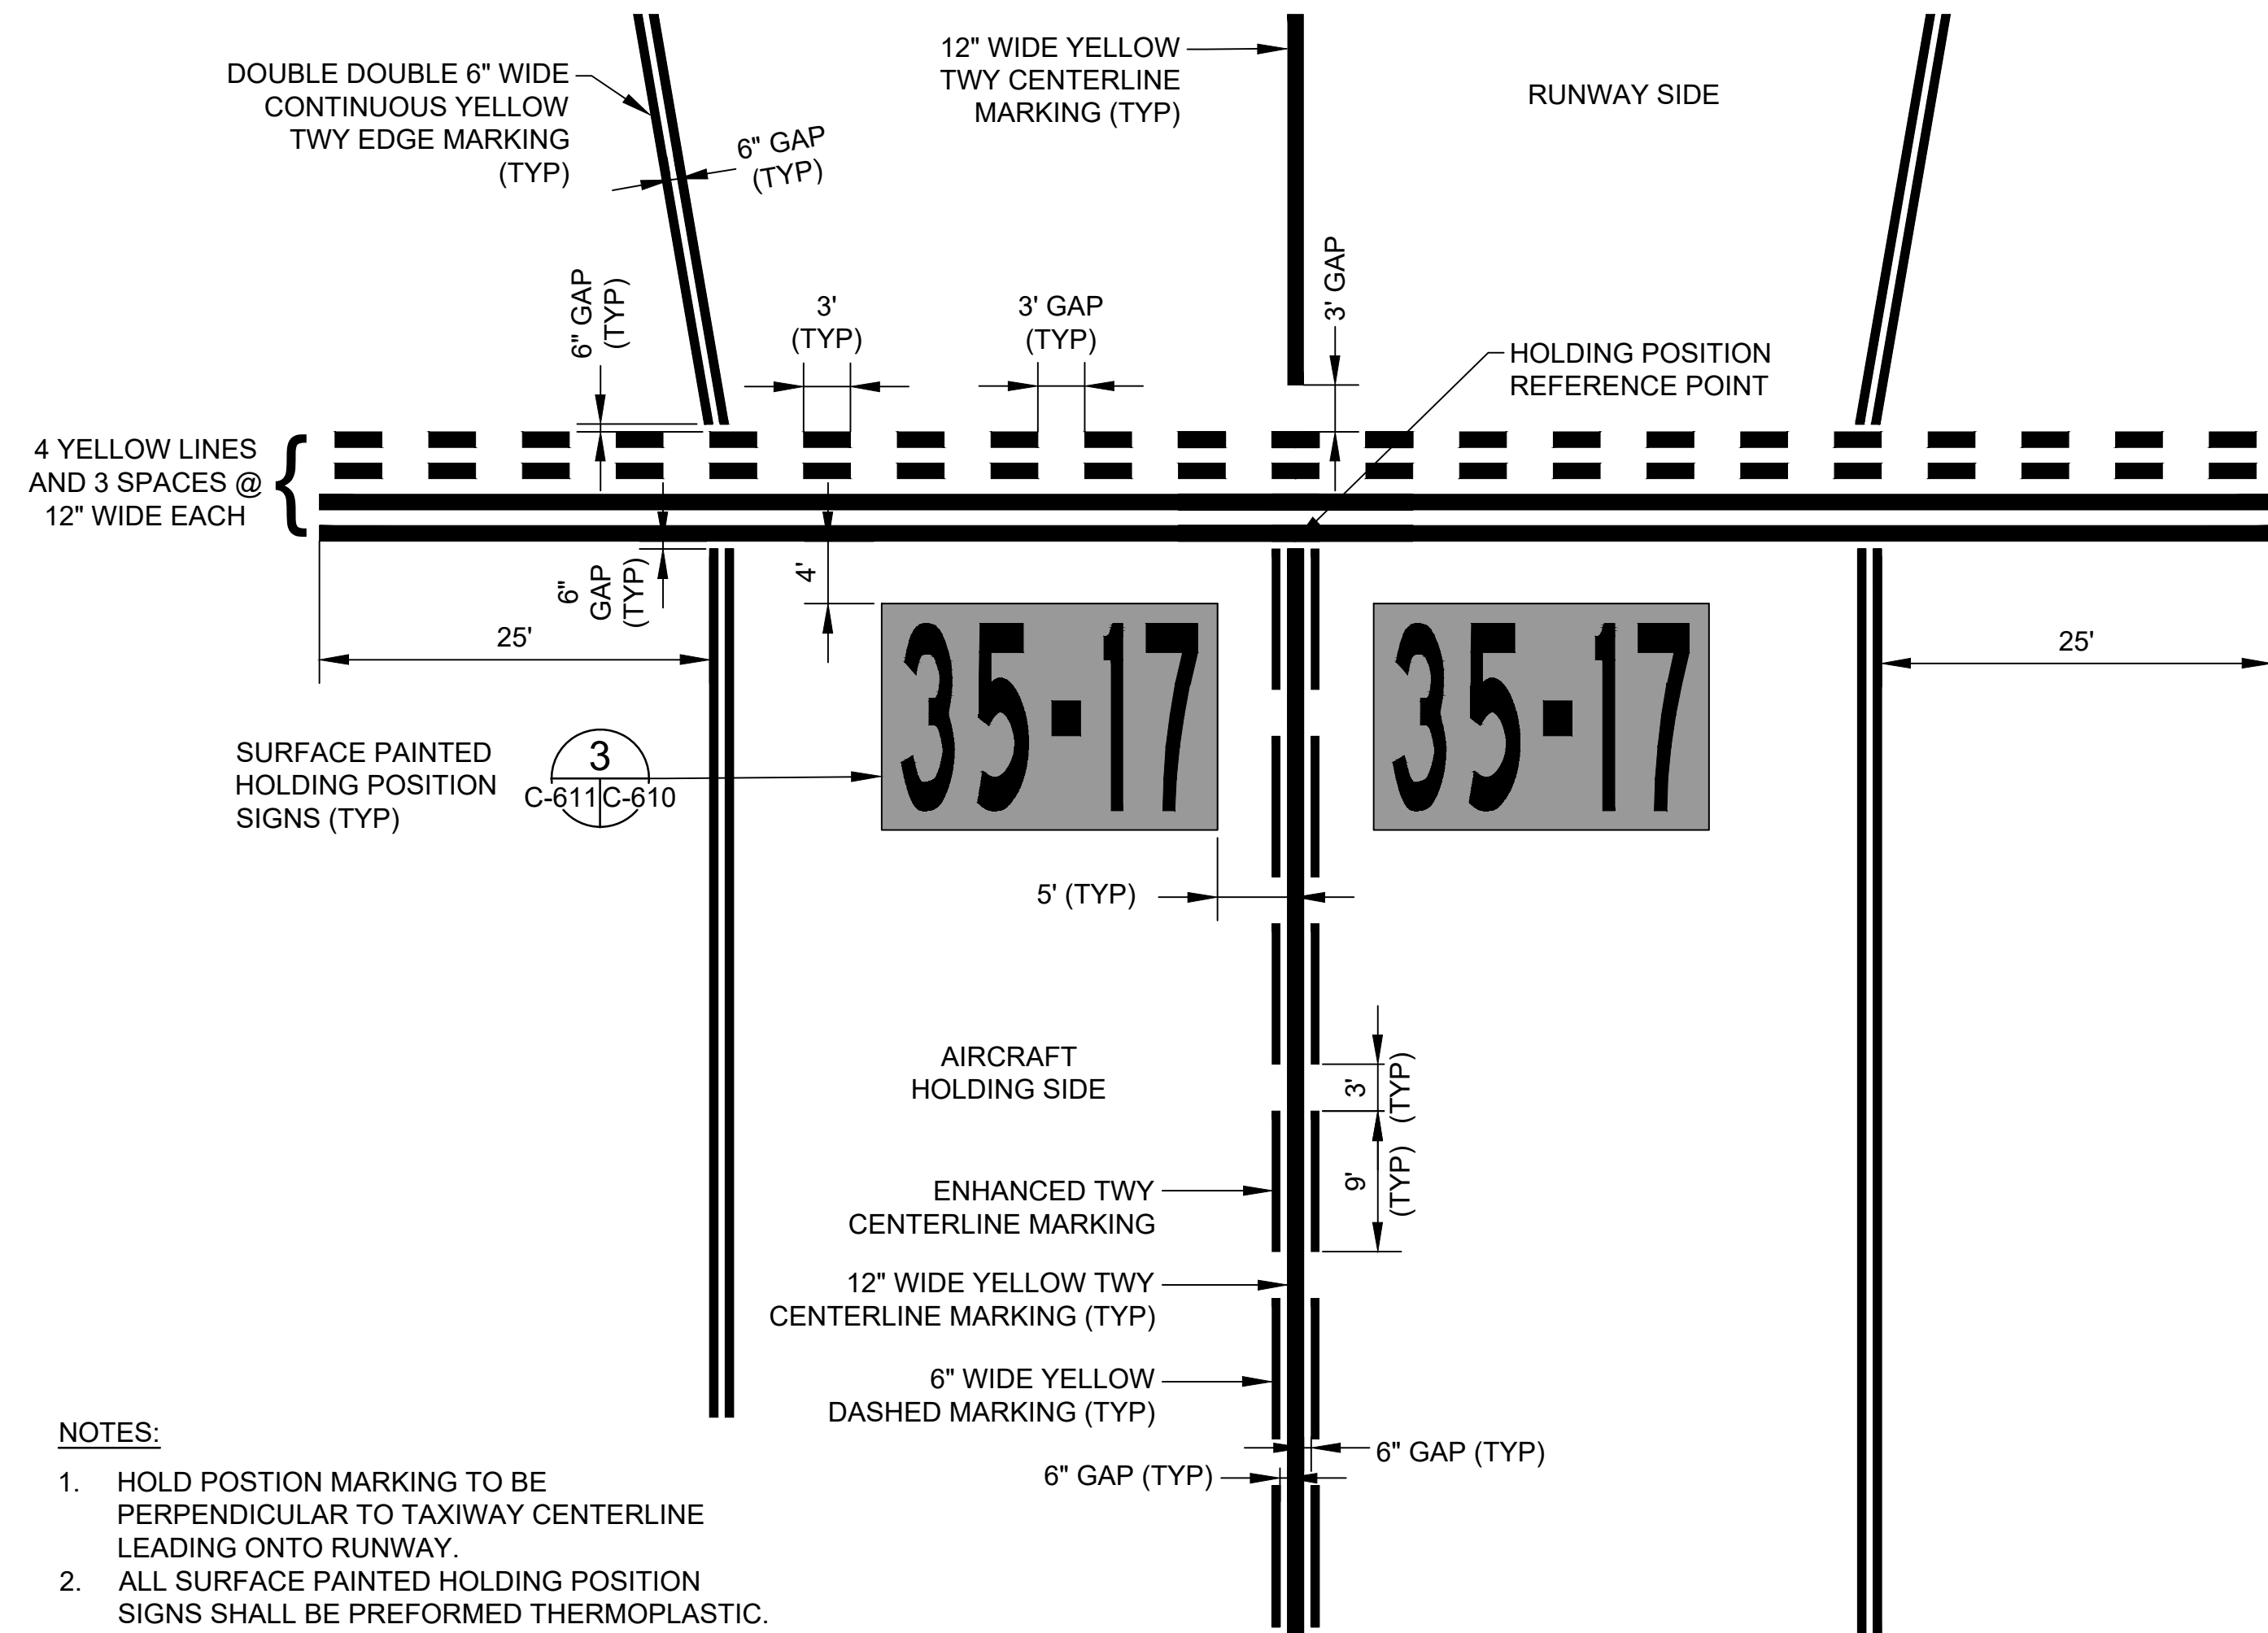 DOUBLE DOUBLE 6" WIDE
CONTINUOUS YELLOW
TWY EDGE MARKING
(TYP)
6" GAP
(TYP)
12" WIDE YELLOW
TWY CENTERLINE
MARKING (TYP)
RUNWAY SIDE
6" GAP
(TYP)
3'
(TYP)
3' GAP
(TYP)
3' GAP
HOLDING POSITION
REFERENCE POINT
4 YELLOW LINES
AND 3 SPACES @
12" WIDE EACH
6"
GAP
(TYP)
4'
25'
25'
35-17
35-17
SURFACE PAINTED
HOLDING POSITION
SIGNS (TYP)
3
C-611 C-610
5' (TYP)
AIRCRAFT
HOLDING SIDE
3'
(TYP)
9'
(TYP)
ENHANCED TWY
CENTERLINE MARKING
12" WIDE YELLOW TWY
CENTERLINE MARKING (TYP)
6" WIDE YELLOW
DASHED MARKING (TYP)
6" GAP (TYP)
6" GAP (TYP)
NOTES:
1. HOLD POSTION MARKING TO BE
PERPENDICULAR TO TAXIWAY CENTERLINE
LEADING ONTO RUNWAY.
2. ALL SURFACE PAINTED HOLDING POSITION
SIGNS SHALL BE PREFORMED THERMOPLASTIC.